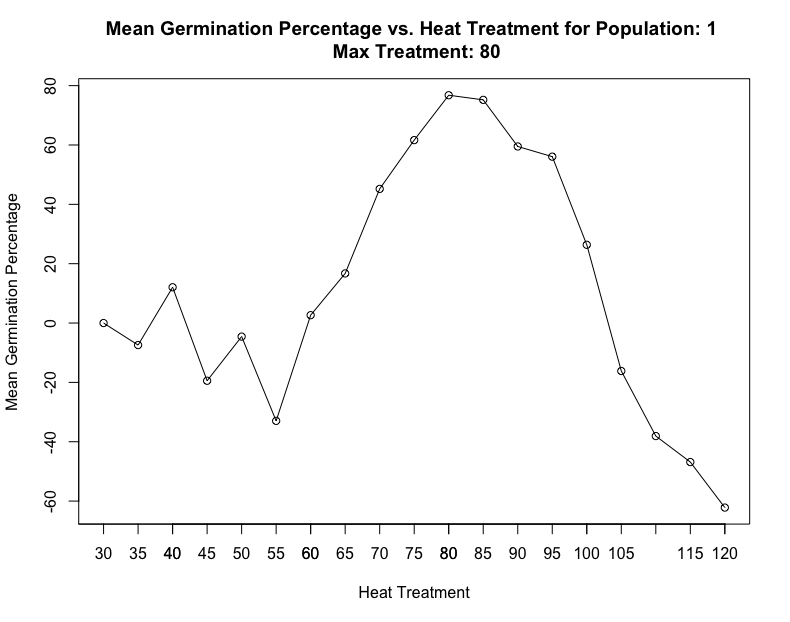 Mean Germination Percentage vs. Heat Treatment for Population: 1
Max Treatment: 80
Mean Germination Percentage
80
60
40
20
0
-20
-40
-60
30 35 40 45 50 55 60 65 70 75 80 85 90 95 100 105 115 120
Heat Treatment